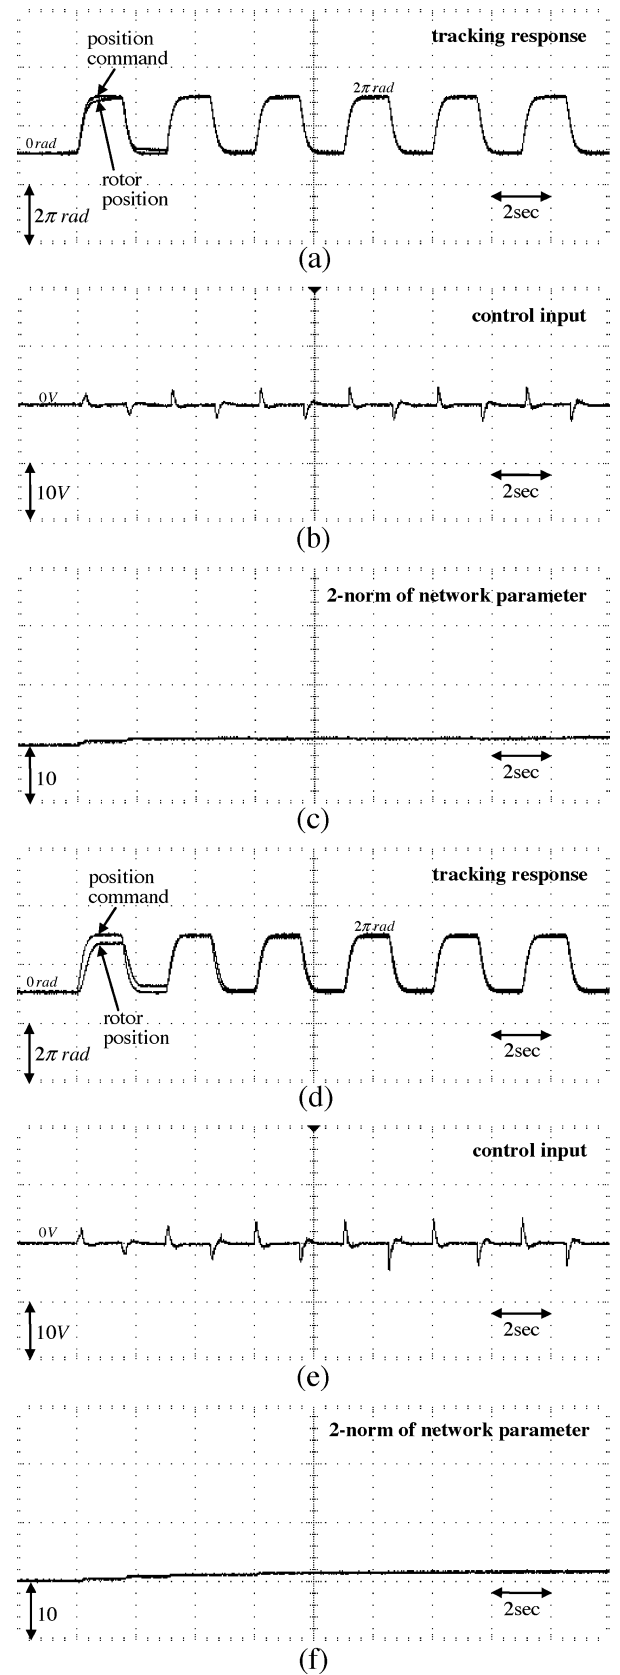 position
command
tracking response
2π rad
0 rad
rotor
position
2π rad
2sec
(a)
control input
0V
10V
2sec
(b)
2-norm of network parameter
10
2sec
(c)
position
command
tracking response
2π rad
0 rad
rotor
position
2π rad
2sec
(d)
control input
0V
10V
2sec
(e)
2-norm of network parameter
10
2sec
(f)